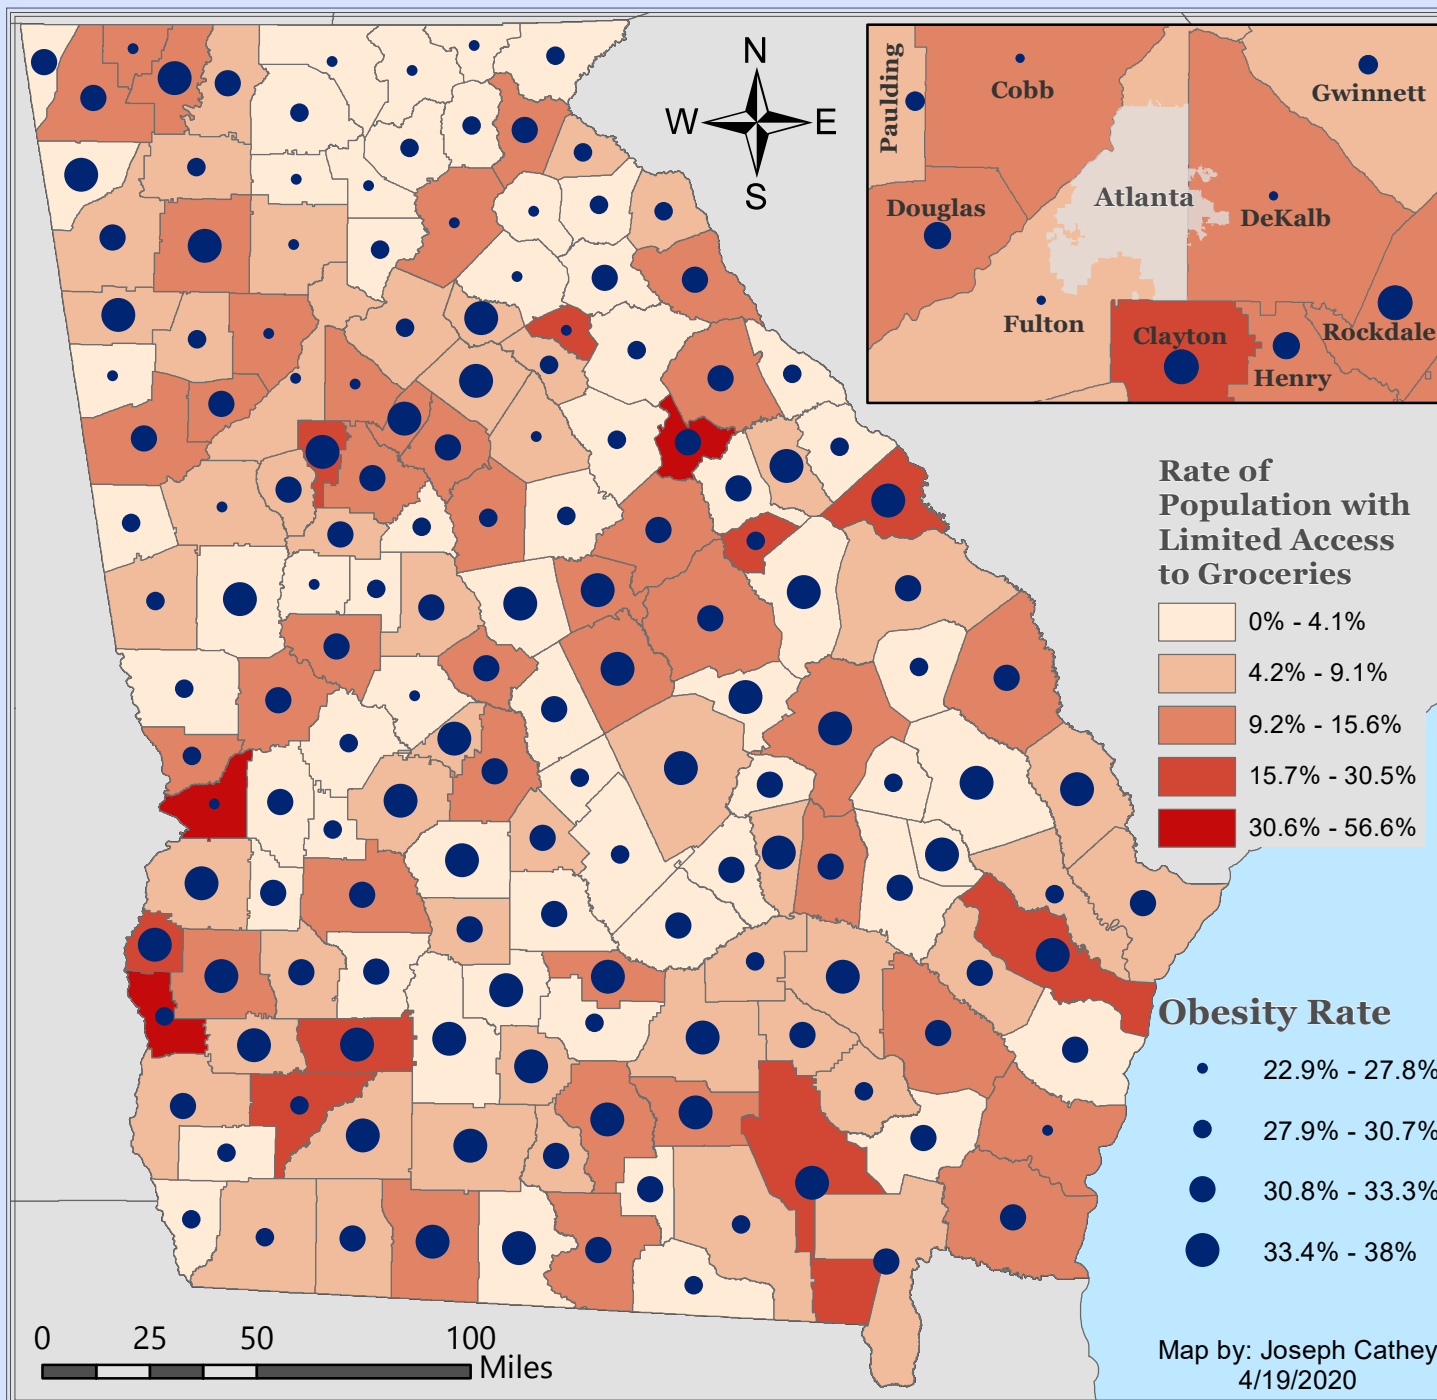 N
W E
S
Paulding
Cobb
Gwinnett
Atlanta
Douglas
DeKalb
Fulton
Clayton
Rockdale
Henry
Rate of
Population with
Limited Access
to Groceries
0% - 4.1%
4.2% - 9.1%
9.2% - 15.6%
15.7% - 30.5%
30.6% - 56.6%
Obesity Rate
22.9% - 27.8%
27.9% - 30.7%
30.8% - 33.3%
33.4% - 38%
0 25 50 100
Miles
Map by: Joseph Cathey
4/19/2020